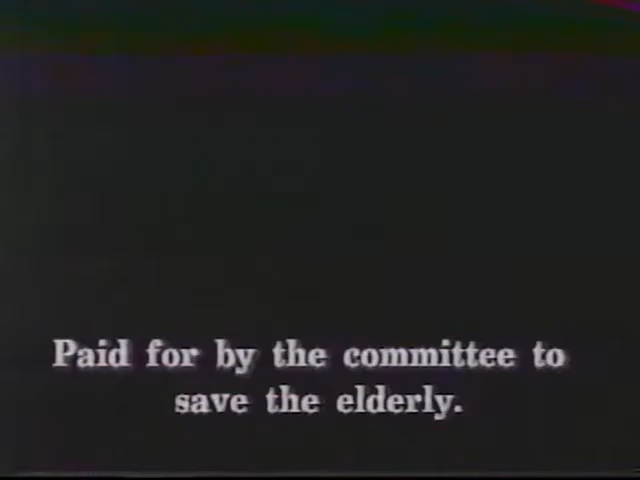 Paid for by the committee to
save the elderly.